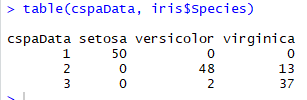 > table(cspaData, iris$Species)
cspaData setosa versicolor virginica
1 50 0 0
2 0 48 13
3 0 2 37
>